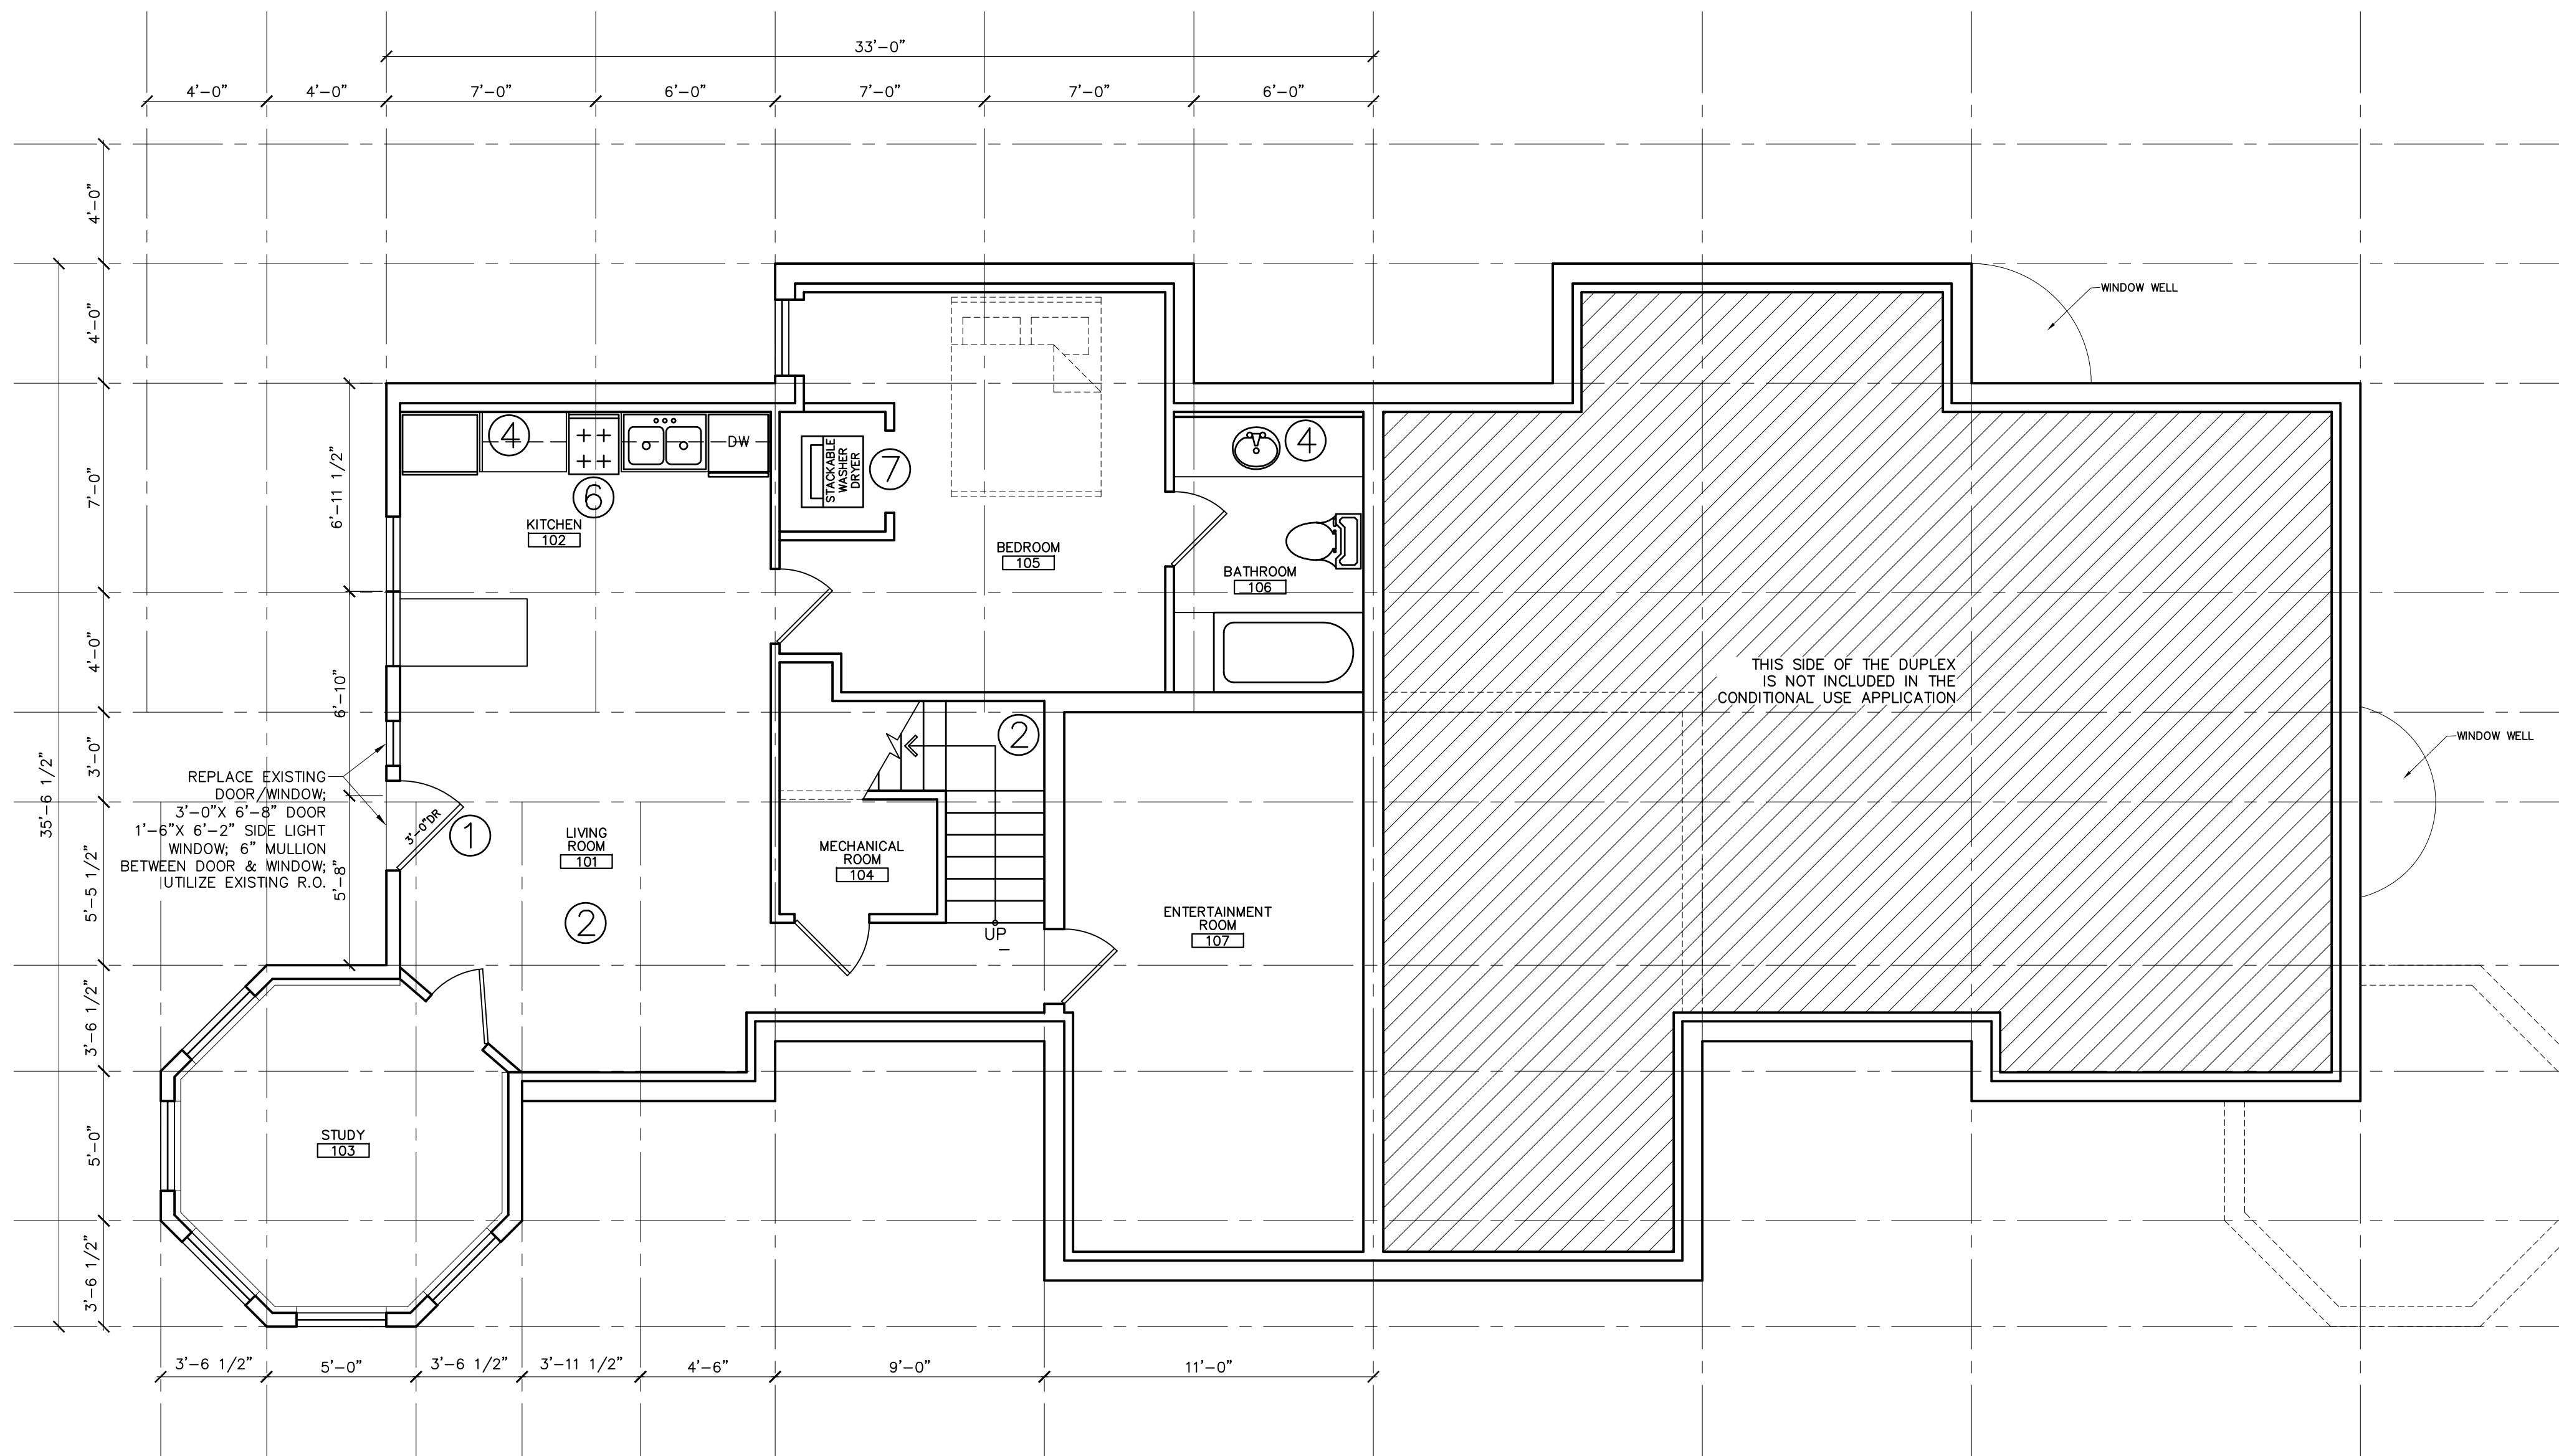 33'-0"
4'-0"
4'-0"
7'-0"
6'-0"
7'-0"
7'-0"
6'-0"
4'-0"
4'-0"
7'-0"
4'-0"
3'-0"
5'-5 1/2"
3'-6 1/2"
5'-0"
3'-6 1/2"
35'-6 1/2"
6'-11 1/2"
6'-10"
5'-8"
WINDOW WELL
4
DW
6
KITCHEN
102
STACKABLE
WASHER
DRYER
7
BEDROOM
105
4
BATHROOM
106
THIS SIDE OF THE DUPLEX
IS NOT INCLUDED IN THE
CONDITIONAL USE APPLICATION
WINDOW WELL
REPLACE EXISTING
DOOR/WINDOW;
3'-0"X 6'-8" DOOR
1'-6"X 6'-2" SIDE LIGHT
WINDOW; 6" MULLION
BETWEEN DOOR & WINDOW;
UTILIZE EXISTING R.O.
3'-0"DR
1
LIVING
ROOM
101
2
2
MECHANICAL
ROOM
104
UP
ENTERTAINMENT
ROOM
107
STUDY
103
3'-6 1/2"
5'-0"
3'-6 1/2"
3'-11 1/2"
4'-6"
9'-0"
11'-0"